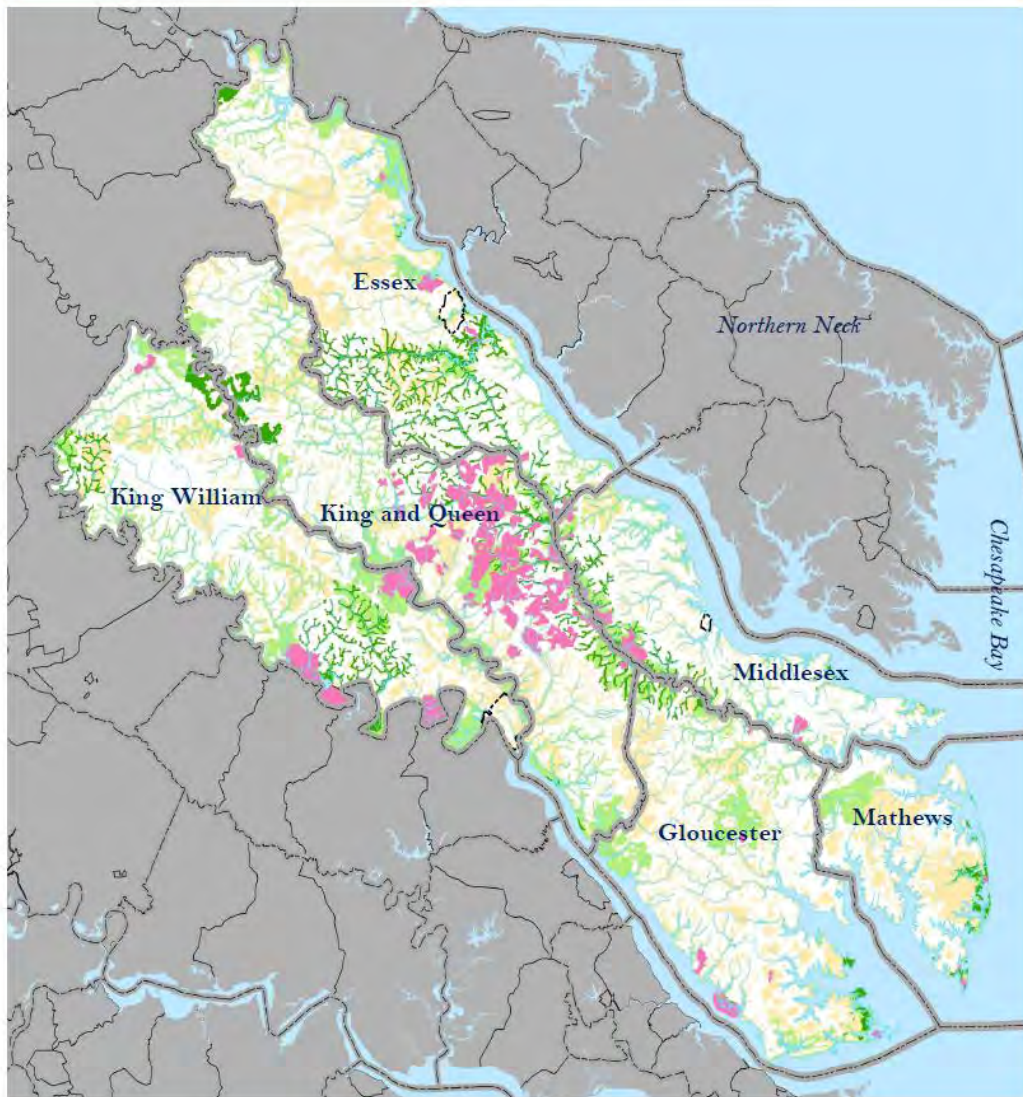 Essex
Northern Neck
King William
King and Queen
Chesapeake Bay
Middlesex
Mathews
Gloucester